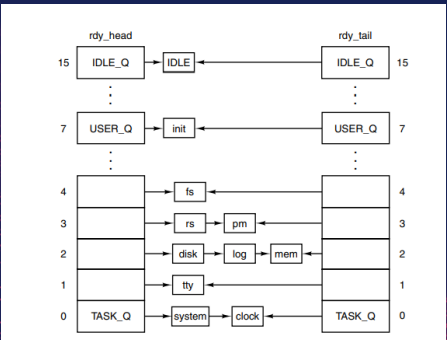 rdy_head rdy_tail
15 IDLE_Q IDLE IDLE_Q 15
7 USER_Q init USER_Q 7
4 fs 4
3 rs pm 3
2 disk log mem 2
1 tty 1
0 TASK_Q system clock TASK_Q 0